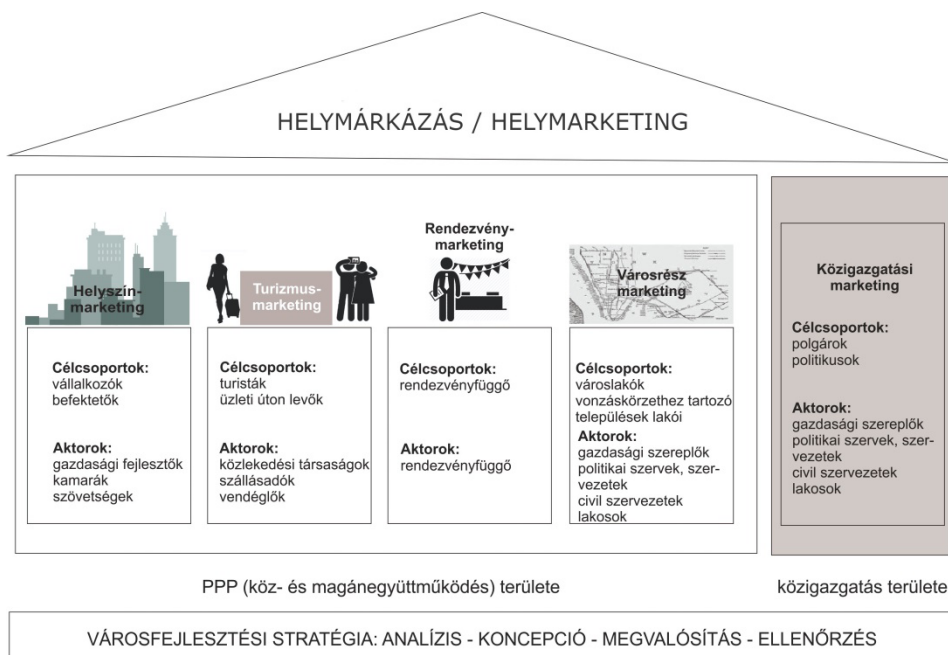 HELYMÁRKÁZÁS / HELYMARKETING
Helyszín-
marketing
Célcsoportok:
vállalkozók
befektetők
Aktorok:
gazdasági fejlesztők
kamarák
szövetségek
Turizmus-
marketing
Célcsoportok:
turisták
üzleti úton levők
Aktorok:
közlekedési társaságok
szállásadók
vendéglők
Rendezvény-
marketing
Célcsoportok:
rendezvényfüggő
Aktorok:
rendezvényfüggő
Városrész
marketing
Célcsoportok:
városlakók
vonzáskörzethez tartozó
települések lakói
Aktorok:
gazdasági szereplők
politikai szervek, szer-
vezetek
civil szervezetek
lakosok
Közigazgatási
marketing
Célcsoportok:
polgárok
politikusok
Aktorok:
gazdasági szereplők
politikai szervek, szer-
vezetek
civil szervezetek
lakosok
PPP (köz- és magánegyüttműködés) területe
közigazgatás területe
VÁROSFEJLESZTÉSI STRATÉGIA: ANALÍZIS - KONCEPCIÓ - MEGVALÓSÍTÁS - ELLENŐRZÉS